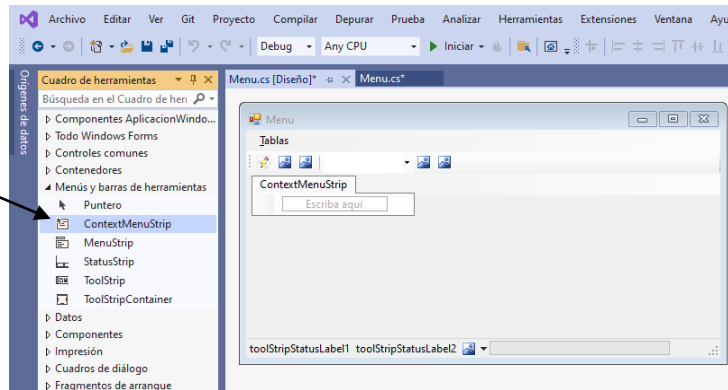 Archivo Editar Ver Git Proyecto Compilar Depurar Prueba Analizar Herramientas Extensiones Ventana Ayu
Debug Any CPU Iniciar
Orígenes de datos
Cuadro de herramientas
Búsqueda en el Cuadro de hen
Componentes AplicacionWindo...
Todo Windows Forms
Controles comunes
Contenedores
Menús y barras de herramientas
Puntero
ContextMenuStrip
MenuStrip
StatusStrip
ToolStrip
ToolStripContainer
Datos
Componentes
Impresión
Cuadros de diálogo
Fragmentos de arranque
Menu.cs [Diseño]* Menu.cs*
Menu
Tablas
ContextMenuStrip
Escriba aquí
toolStripStatusLabel1 toolStripStatusLabel2